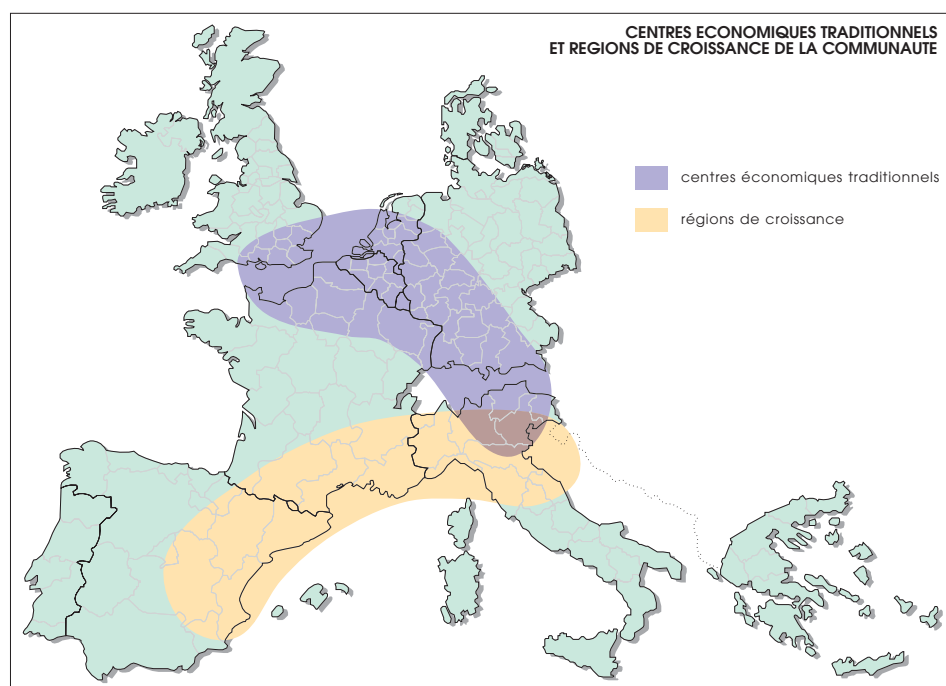 CENTRES ECONOMIQUES TRADITIONNELS
ET REGIONS DE CROISSANCE DE LA COMMUNAUTE
centres économiques traditionnels
régions de croissance